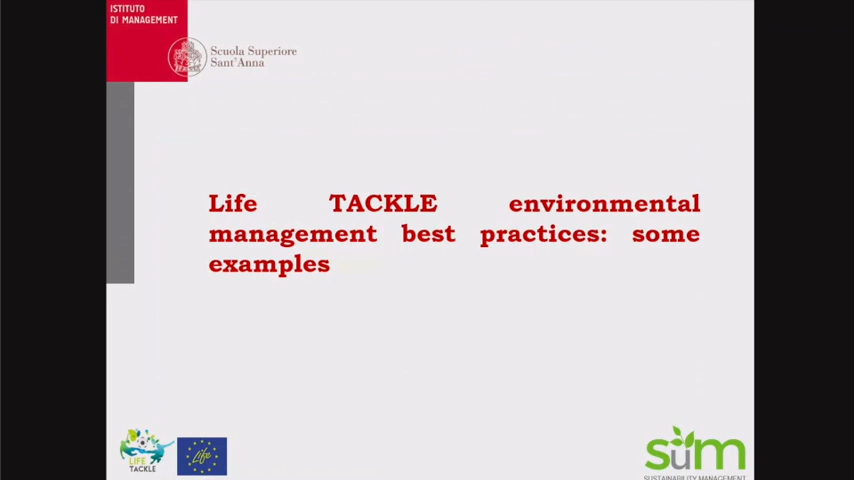 ISTITUTO
DI MANAGEMENT
Scuola Superiore
Sant'Anna
Life TACKLE environmental
management best practices: some
examples
LIFE
TACKLE
Life
sum
SUSTAINABILITY MANAGEMENT